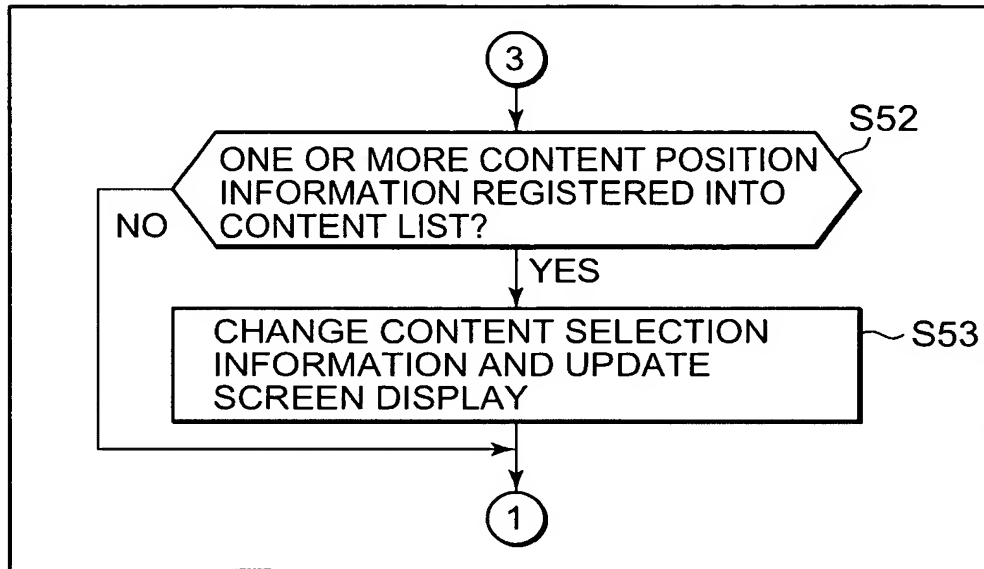 3
S52
ONE OR MORE CONTENT POSITION
INFORMATION REGISTERED INTO
CONTENT LIST?
NO
YES
CHANGE CONTENT SELECTION
INFORMATION AND UPDATE
SCREEN DISPLAY
S53
1